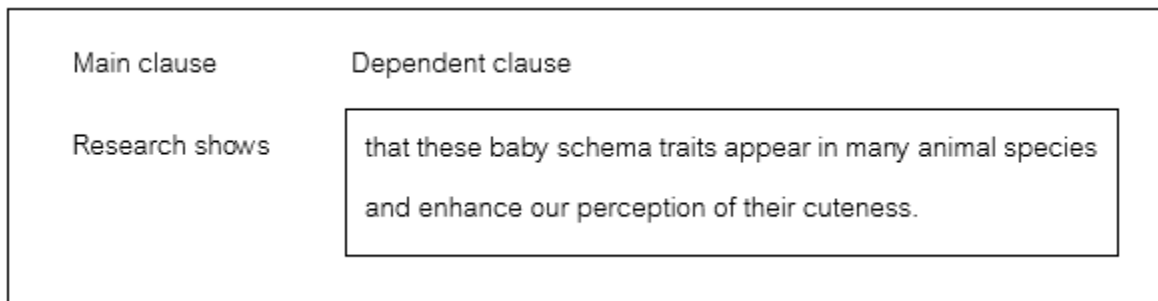 Main clause Dependent clause
Research shows that these baby schema traits appear in many animal species
and enhance our perception of their cuteness.